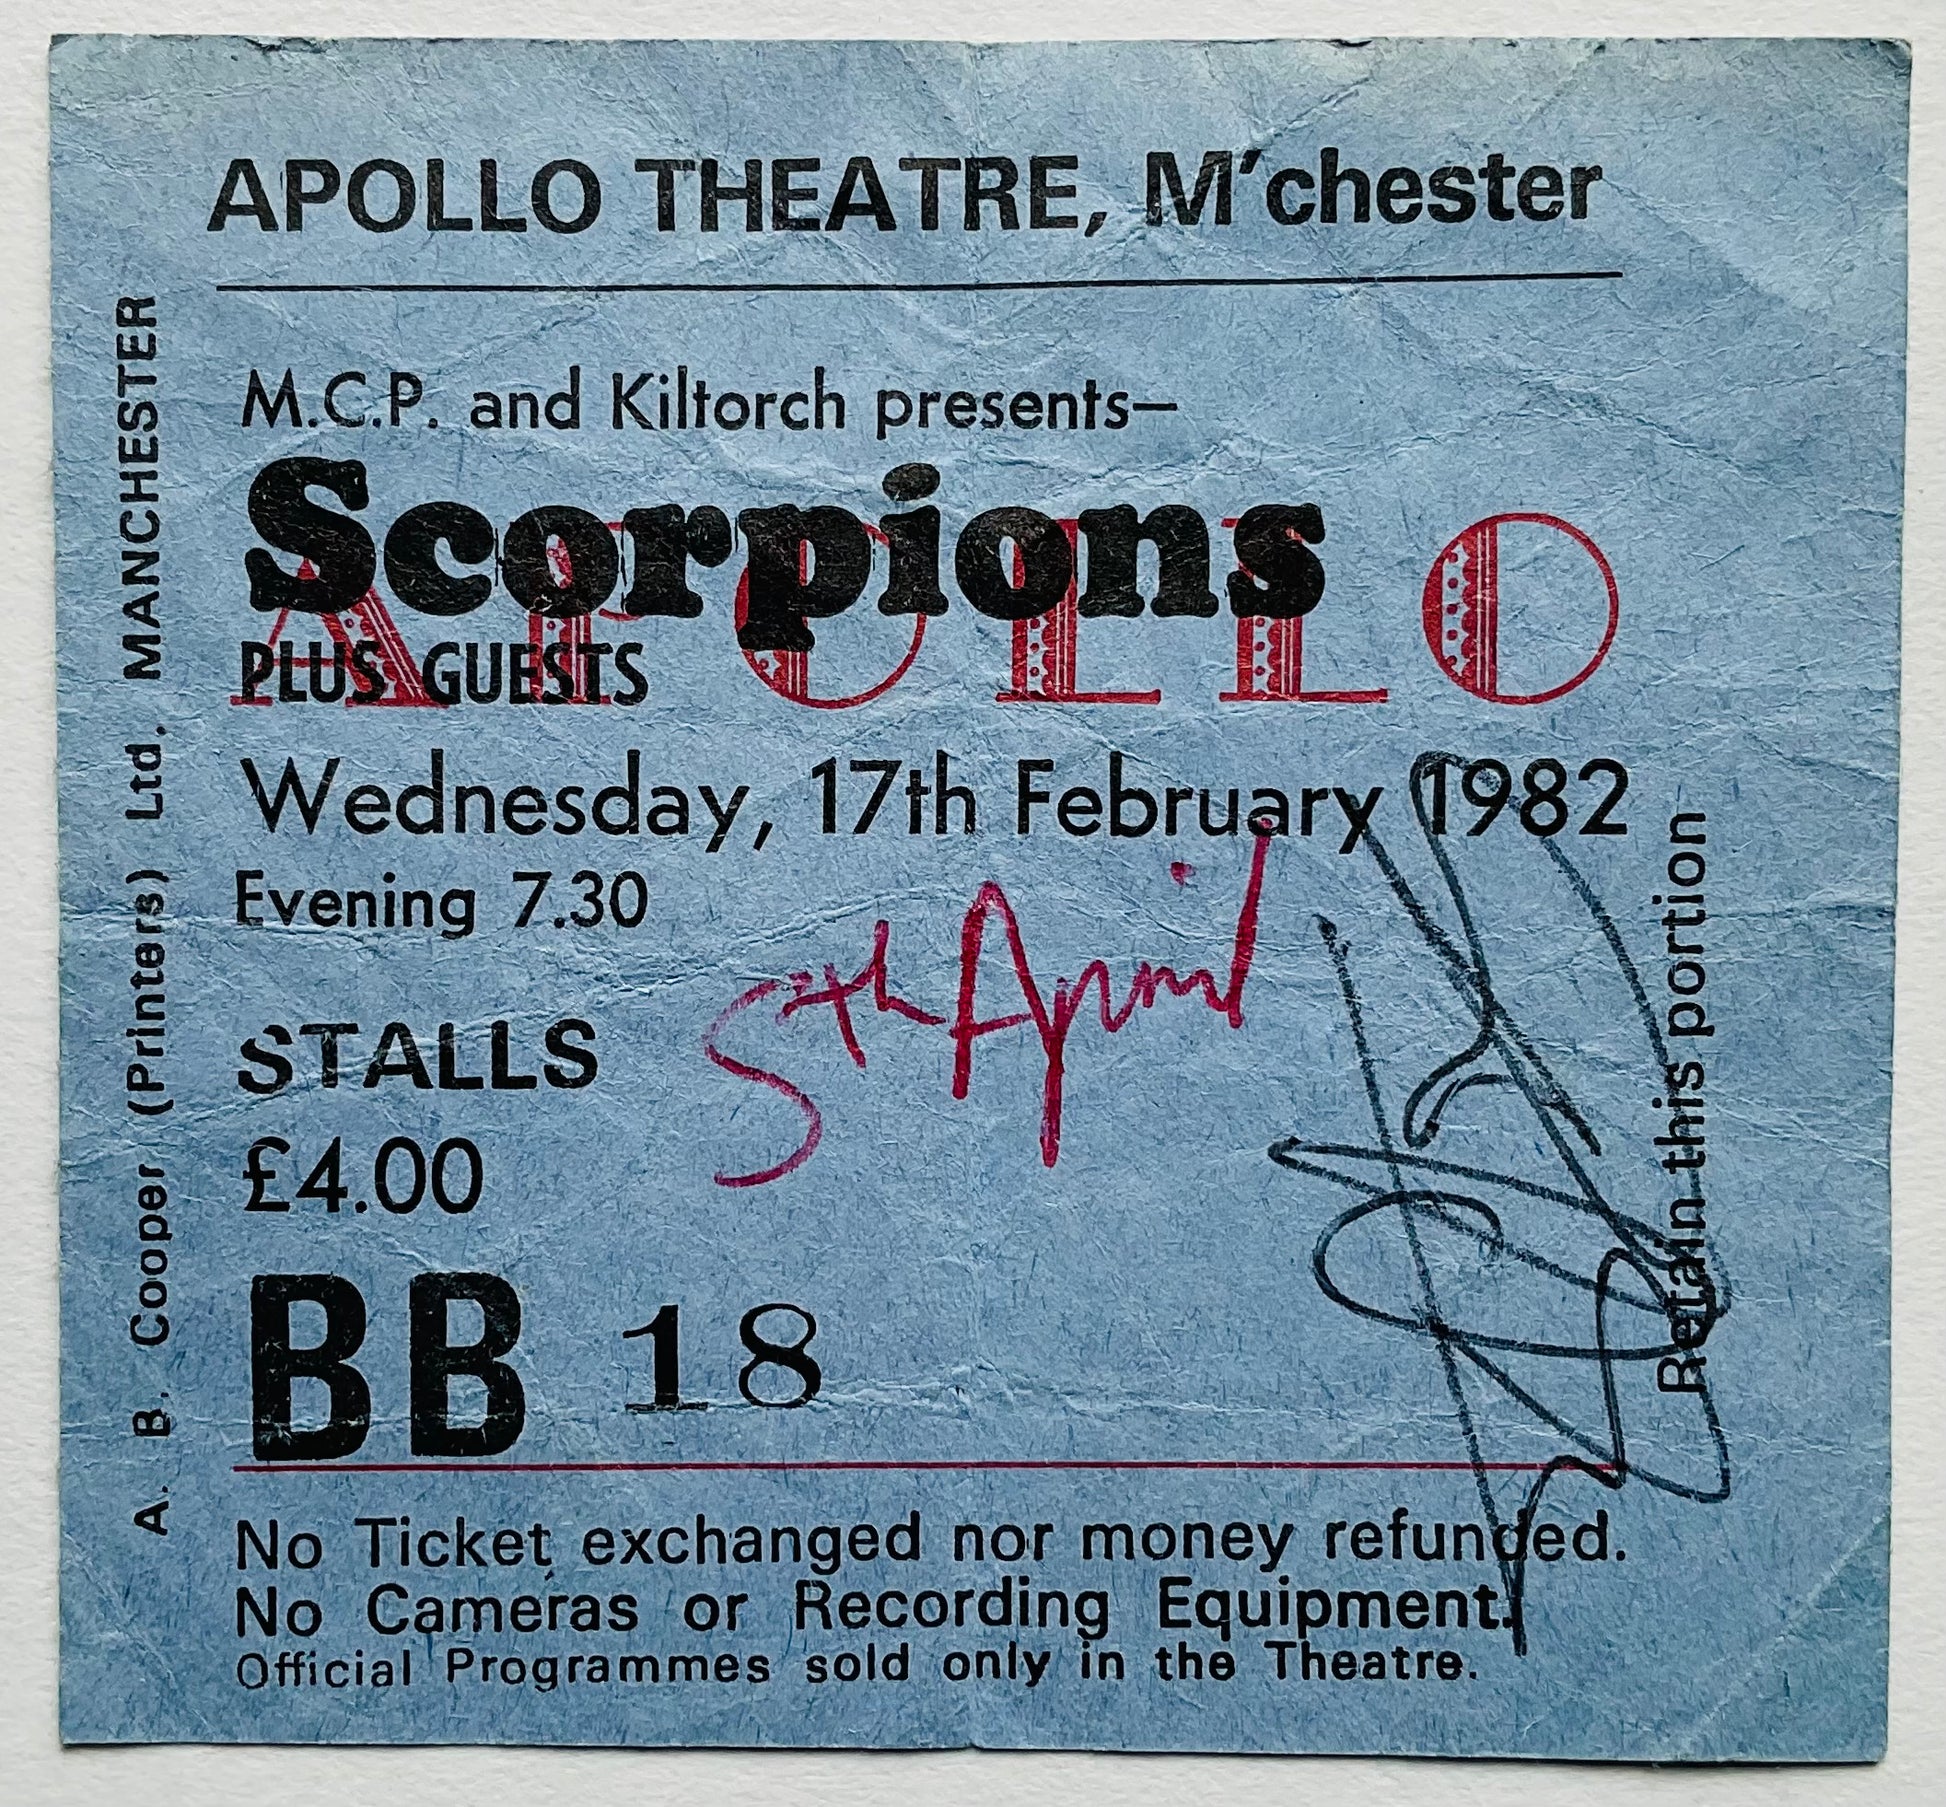 APOLLO THEATRE, M'chester
M.C.P. and Kiltorch presents–
Scorpions
APOLLO
PLUS GUESTS
Wednesday, 17th February 1982
Evening 7.30
5th April
STALLS
£4.00
BB 18
No Ticket exchanged nor money refunded.
No Cameras or Recording Equipment.
Official Programmes sold only in the Theatre.
A. B. Cooper (Printers) Ltd. MANCHESTER
Retain this portion